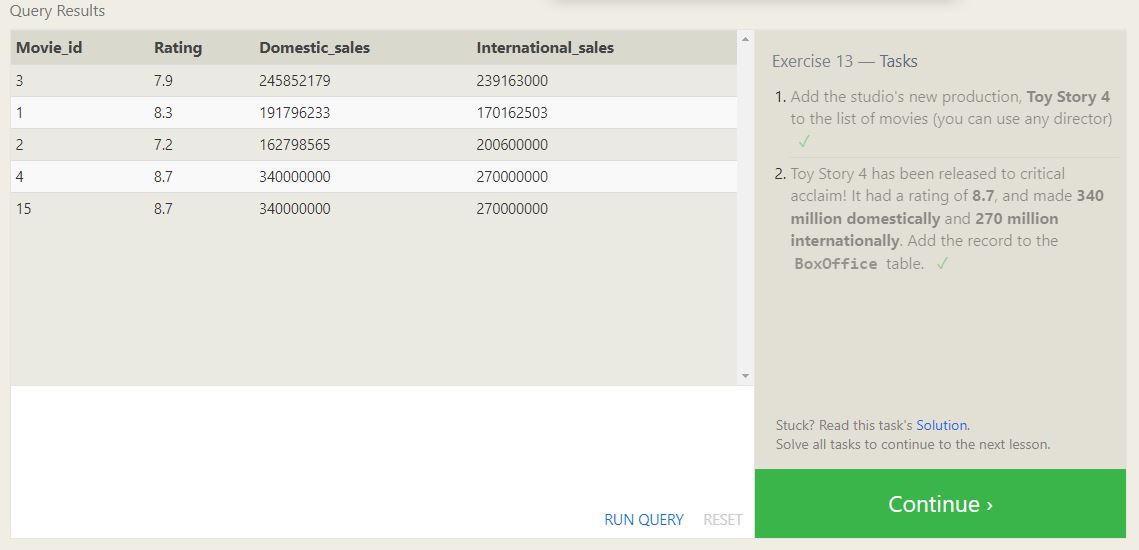 Query Results
Movie_id Rating Domestic_sales International_sales
3 7.9 245852179 239163000
1 8.3 191796233 170162503
2 7.2 162798565 200600000
4 8.7 340000000 270000000
15 8.7 340000000 270000000
RUN QUERY RESET
Exercise 13 — Tasks
1. Add the studio's new production, Toy Story 4
to the list of movies (you can use any director)
✓
2. Toy Story 4 has been released to critical
acclaim! It had a rating of 8.7, and made 340
million domestically and 270 million
internationally. Add the record to the
BoxOffice table. ✓
Stuck? Read this task's Solution.
Solve all tasks to continue to the next lesson.
Continue ›